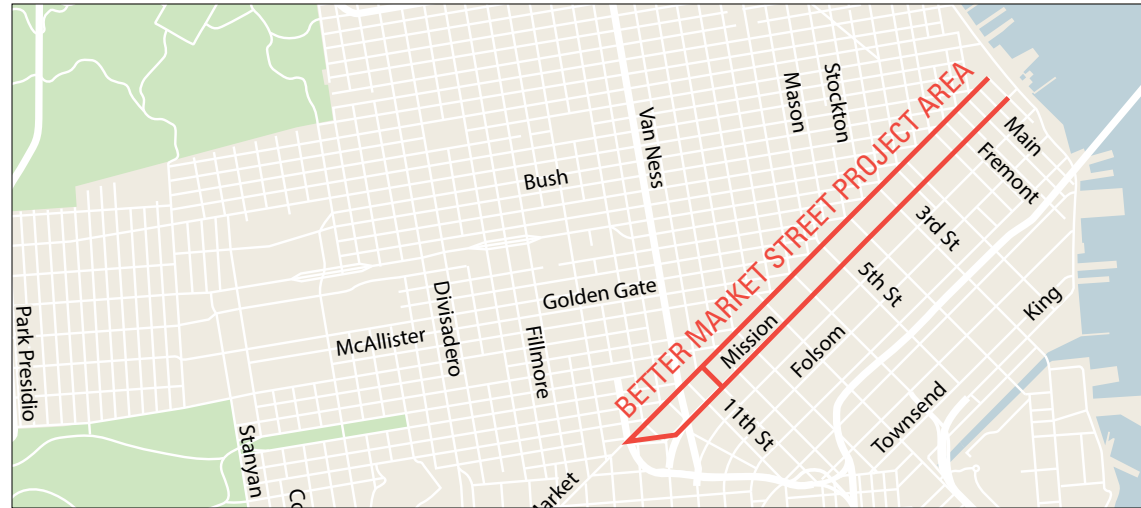 Stockton
Mason
Van Ness
Main
Fremont
Bush
BETTER MARKET STREET PROJECT AREA
3rd St
5th St
King
Golden Gate
Divisadero
Park Presidio
McAllister
Fillmore
Mission
Folsom
Townsend
11th St
Stanyan